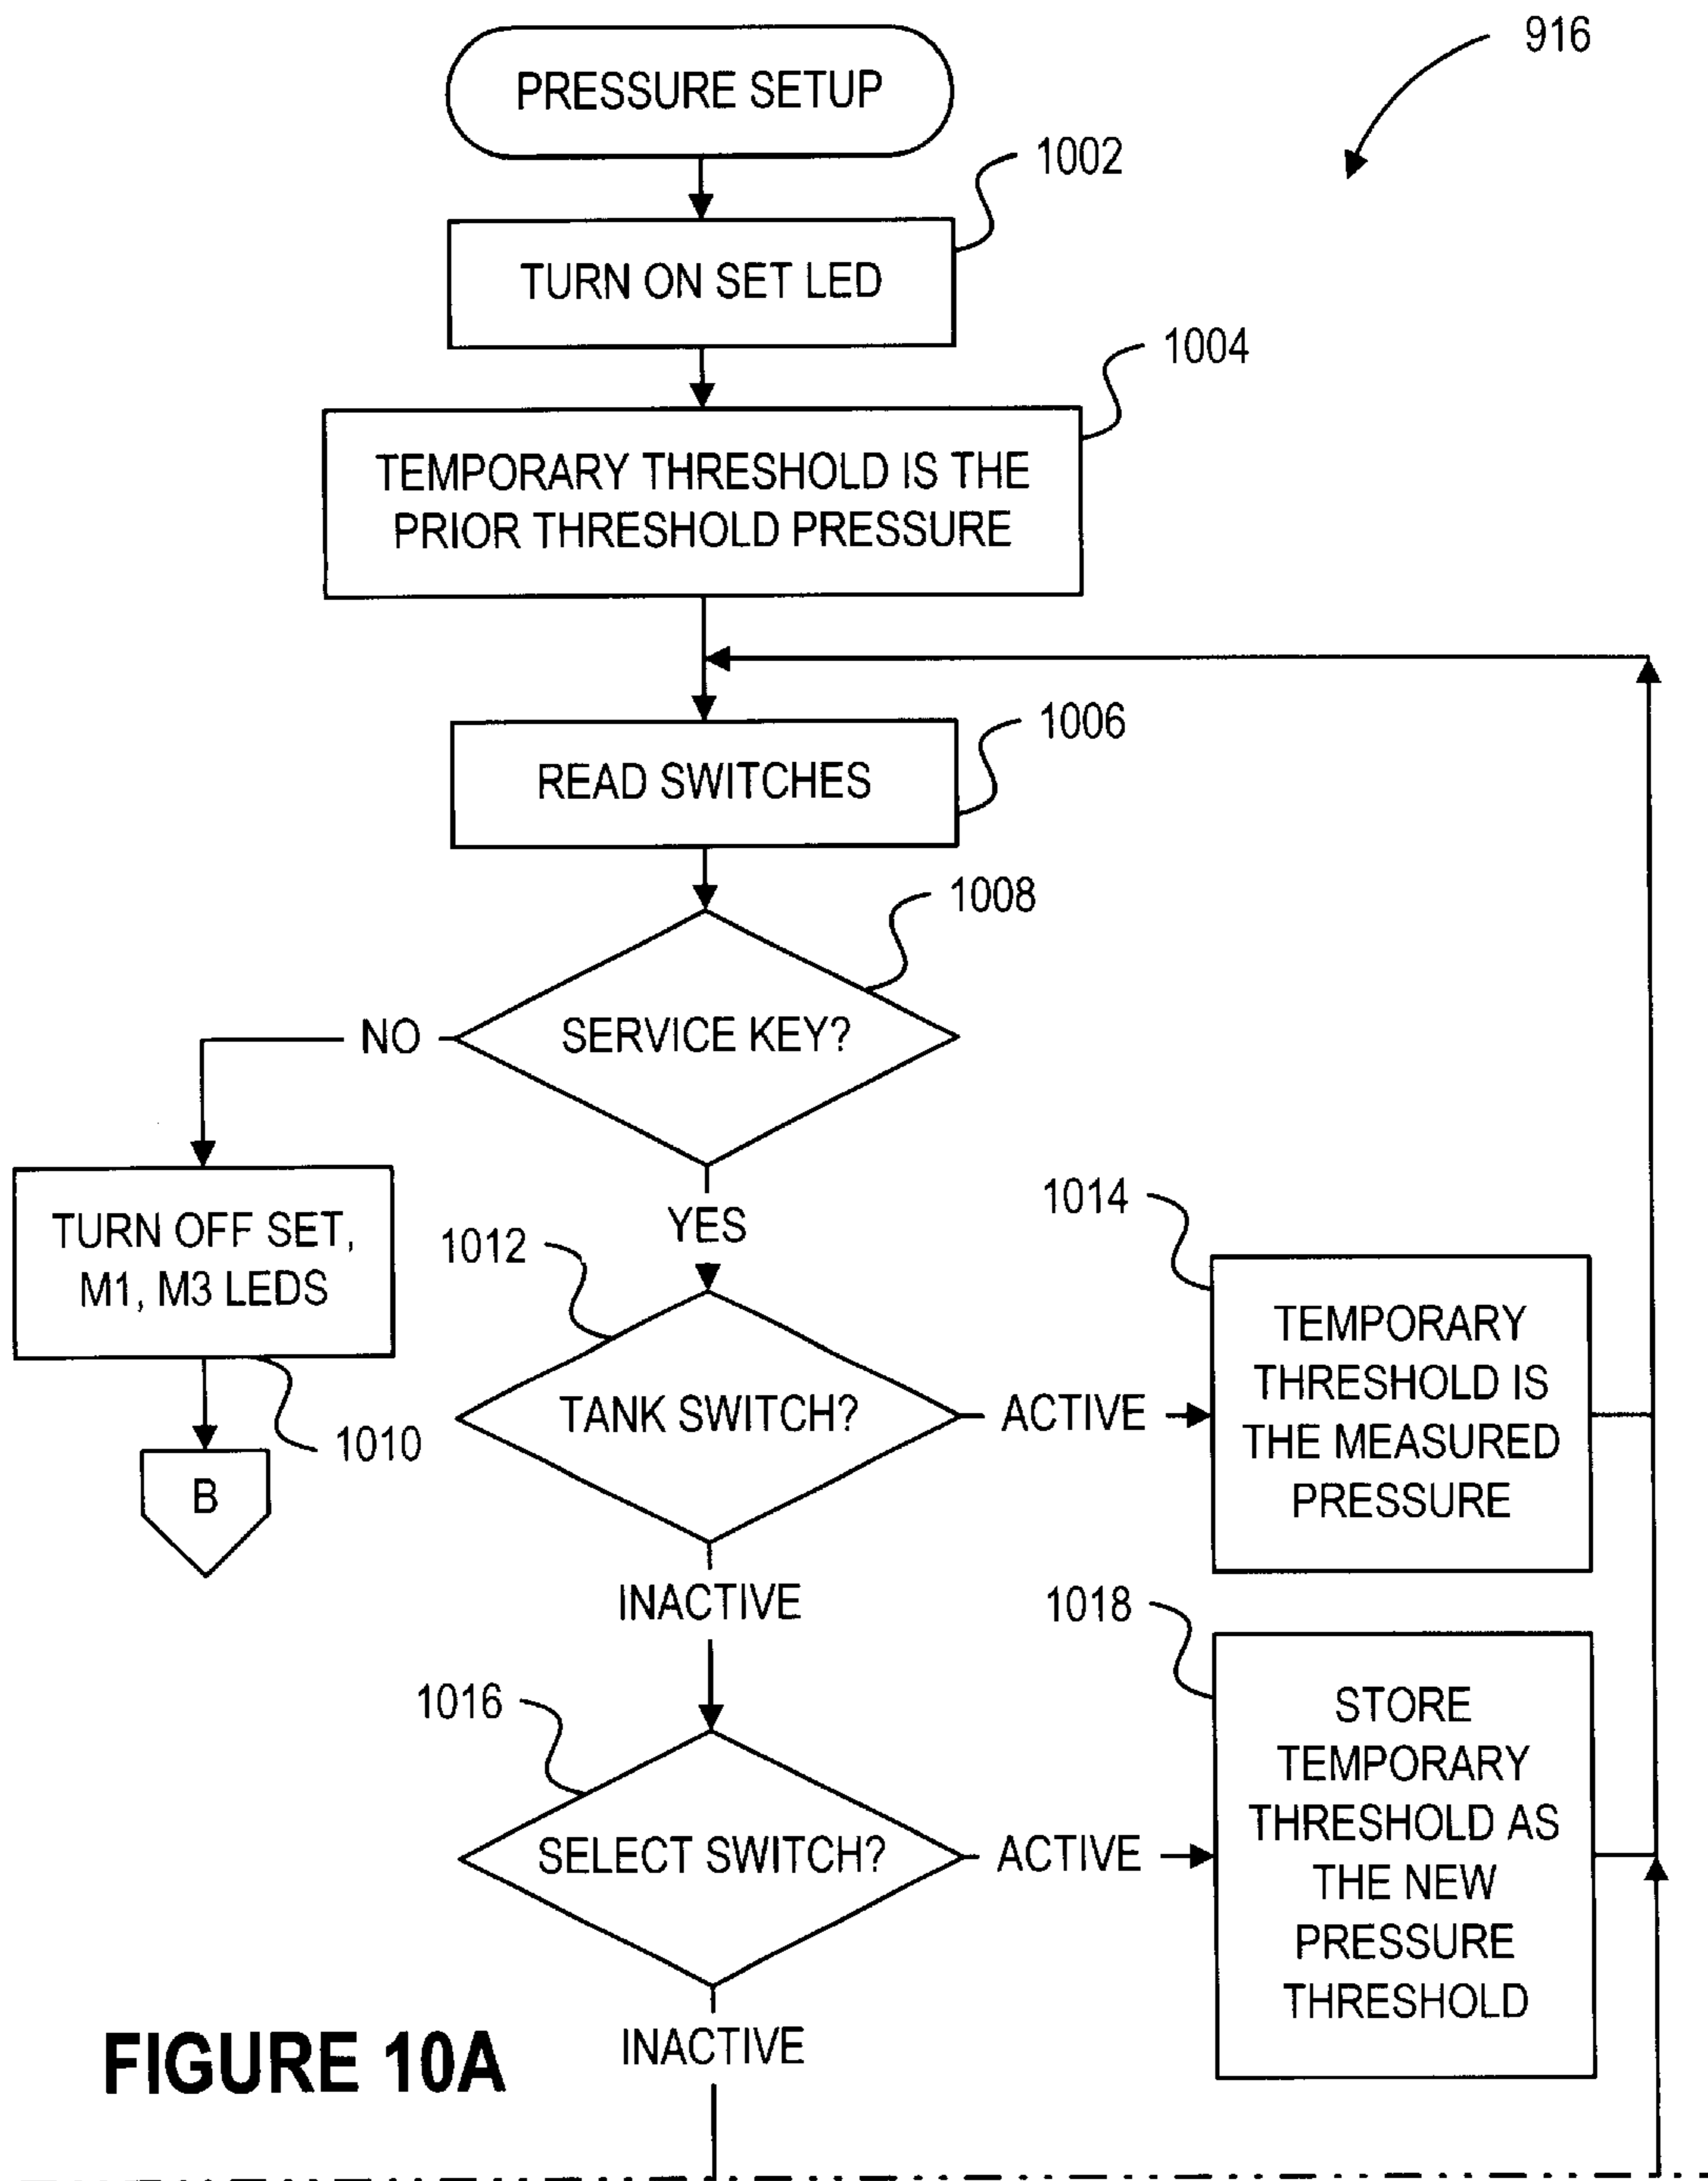 916
PRESSURE SETUP
1002
TURN ON SET LED
1004
TEMPORARY THRESHOLD IS THE
PRIOR THRESHOLD PRESSURE
1006
READ SWITCHES
1008
SERVICE KEY?
NO
YES
TURN OFF SET,
M1, M3 LEDS
1010
B
1012
TANK SWITCH?
ACTIVE
1014
TEMPORARY
THRESHOLD IS
THE MEASURED
PRESSURE
INACTIVE
1016
SELECT SWITCH?
ACTIVE
1018
STORE
TEMPORARY
THRESHOLD AS
THE NEW
PRESSURE
THRESHOLD
INACTIVE
FIGURE 10A